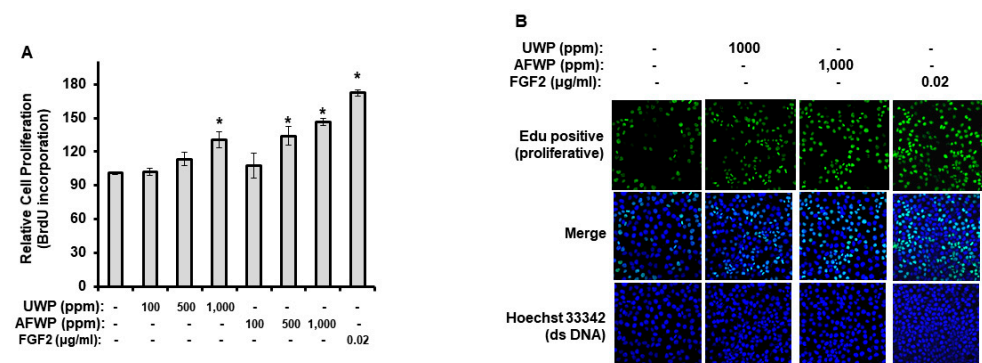 A
Relative Cell Proliferation
(BrdU incorporation)
180
150
120
90
60
30
0
* * * *
UWP (ppm): - 100 500 1,000 - - - -
AFWP (ppm): - - - - 100 500 1,000 -
FGF2 (µg/ml): - - - - - - - 0.02
B
UWP (ppm): - 1000 - -
AFWP (ppm): - - 1,000 -
FGF2 (µg/ml): - - - 0.02
Edu positive
(proliferative)
Merge
Hoechst 33342
(ds DNA)